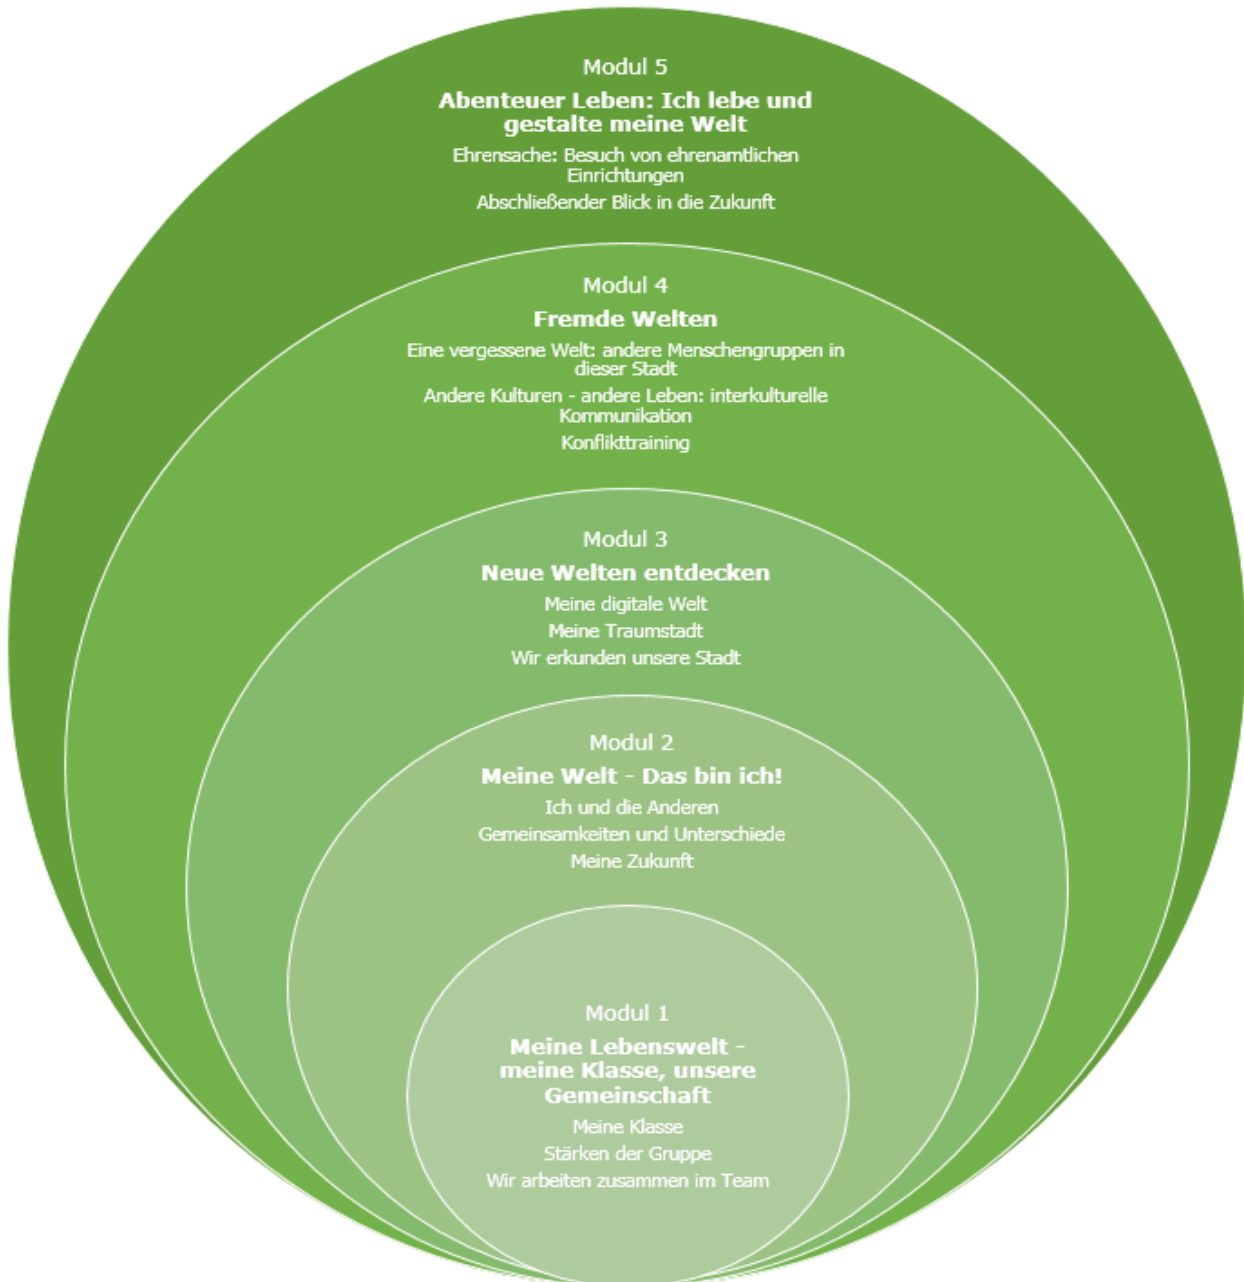 Modul 5
Abenteuer Leben: Ich lebe und
gestalte meine Welt
Ehrensache: Besuch von ehrenamtlichen
Einrichtungen
Abschließender Blick in die Zukunft
Modul 4
Fremde Welten
Eine vergessene Welt: andere Menschengruppen in
dieser Stadt
Andere Kulturen - andere Leben: interkulturelle
Kommunikation
Konflikttraining
Modul 3
Neue Welten entdecken
Meine digitale Welt
Meine Traumstadt
Wir erkunden unsere Stadt
Modul 2
Meine Welt - Das bin ich!
Ich und die Anderen
Gemeinsamkeiten und Unterschiede
Meine Zukunft
Modul 1
Meine Lebenswelt -
meine Klasse, unsere
Gemeinschaft
Meine Klasse
Stärken der Gruppe
Wir arbeiten zusammen im Team